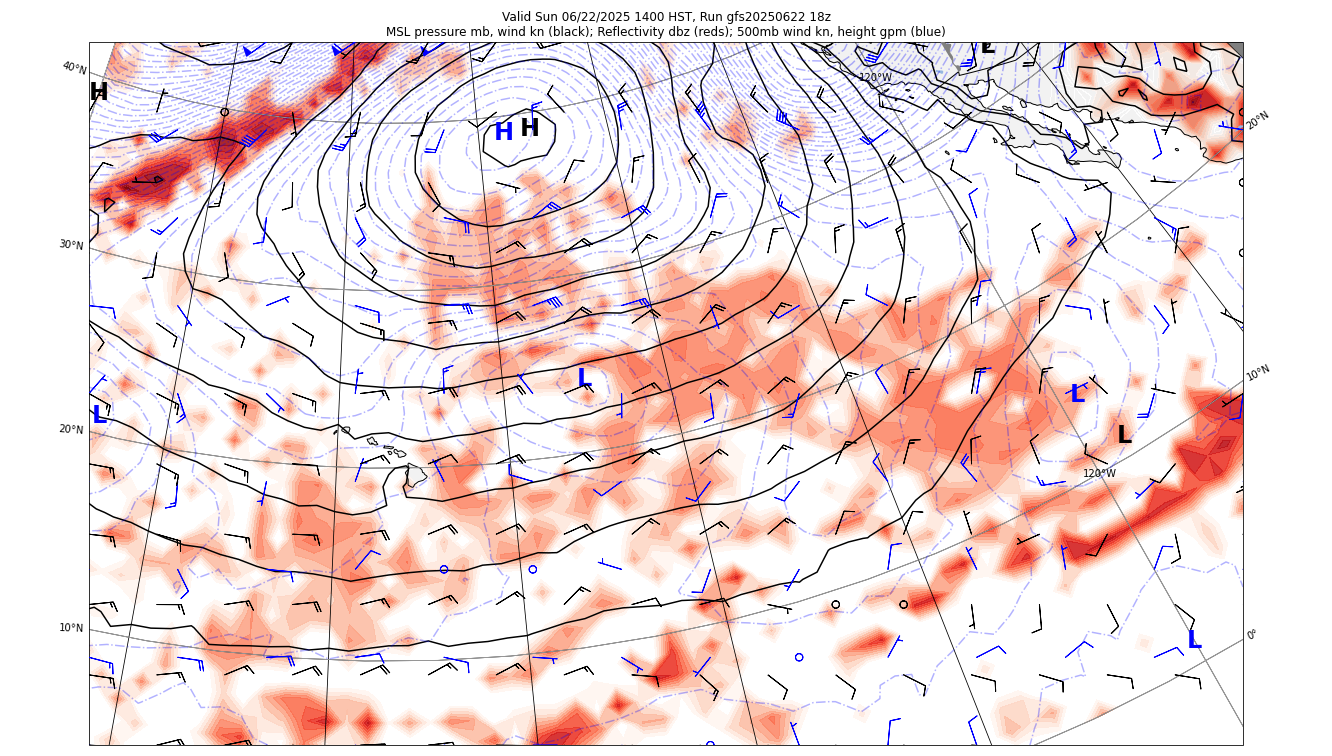 Valid Sun 06/22/2025 1400 HST, Run gfs20250622 18z
MSL pressure mb, wind kn (black); Reflectivity dbz (reds); 500mb wind kn, height gpm (blue)
L
40°N
120°W
H
20°N
H H
30°N
10°N
L
L
L
20°N
L
120°W
10°N
0°
L